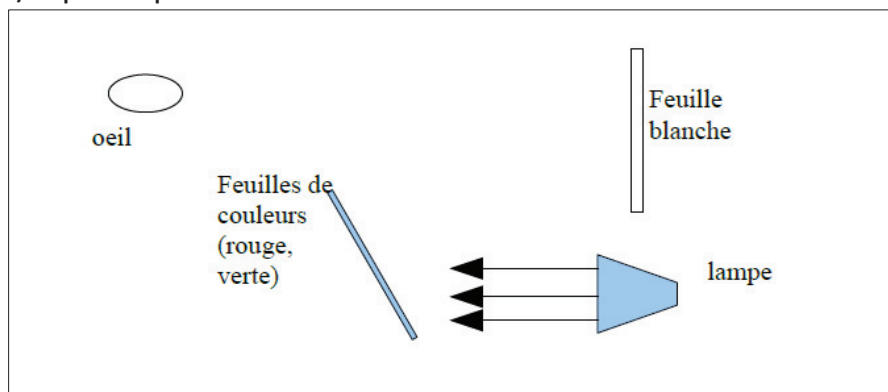 oeil
Feuille
blanche
Feuilles de
couleurs
(rouge,
verte)
lampe